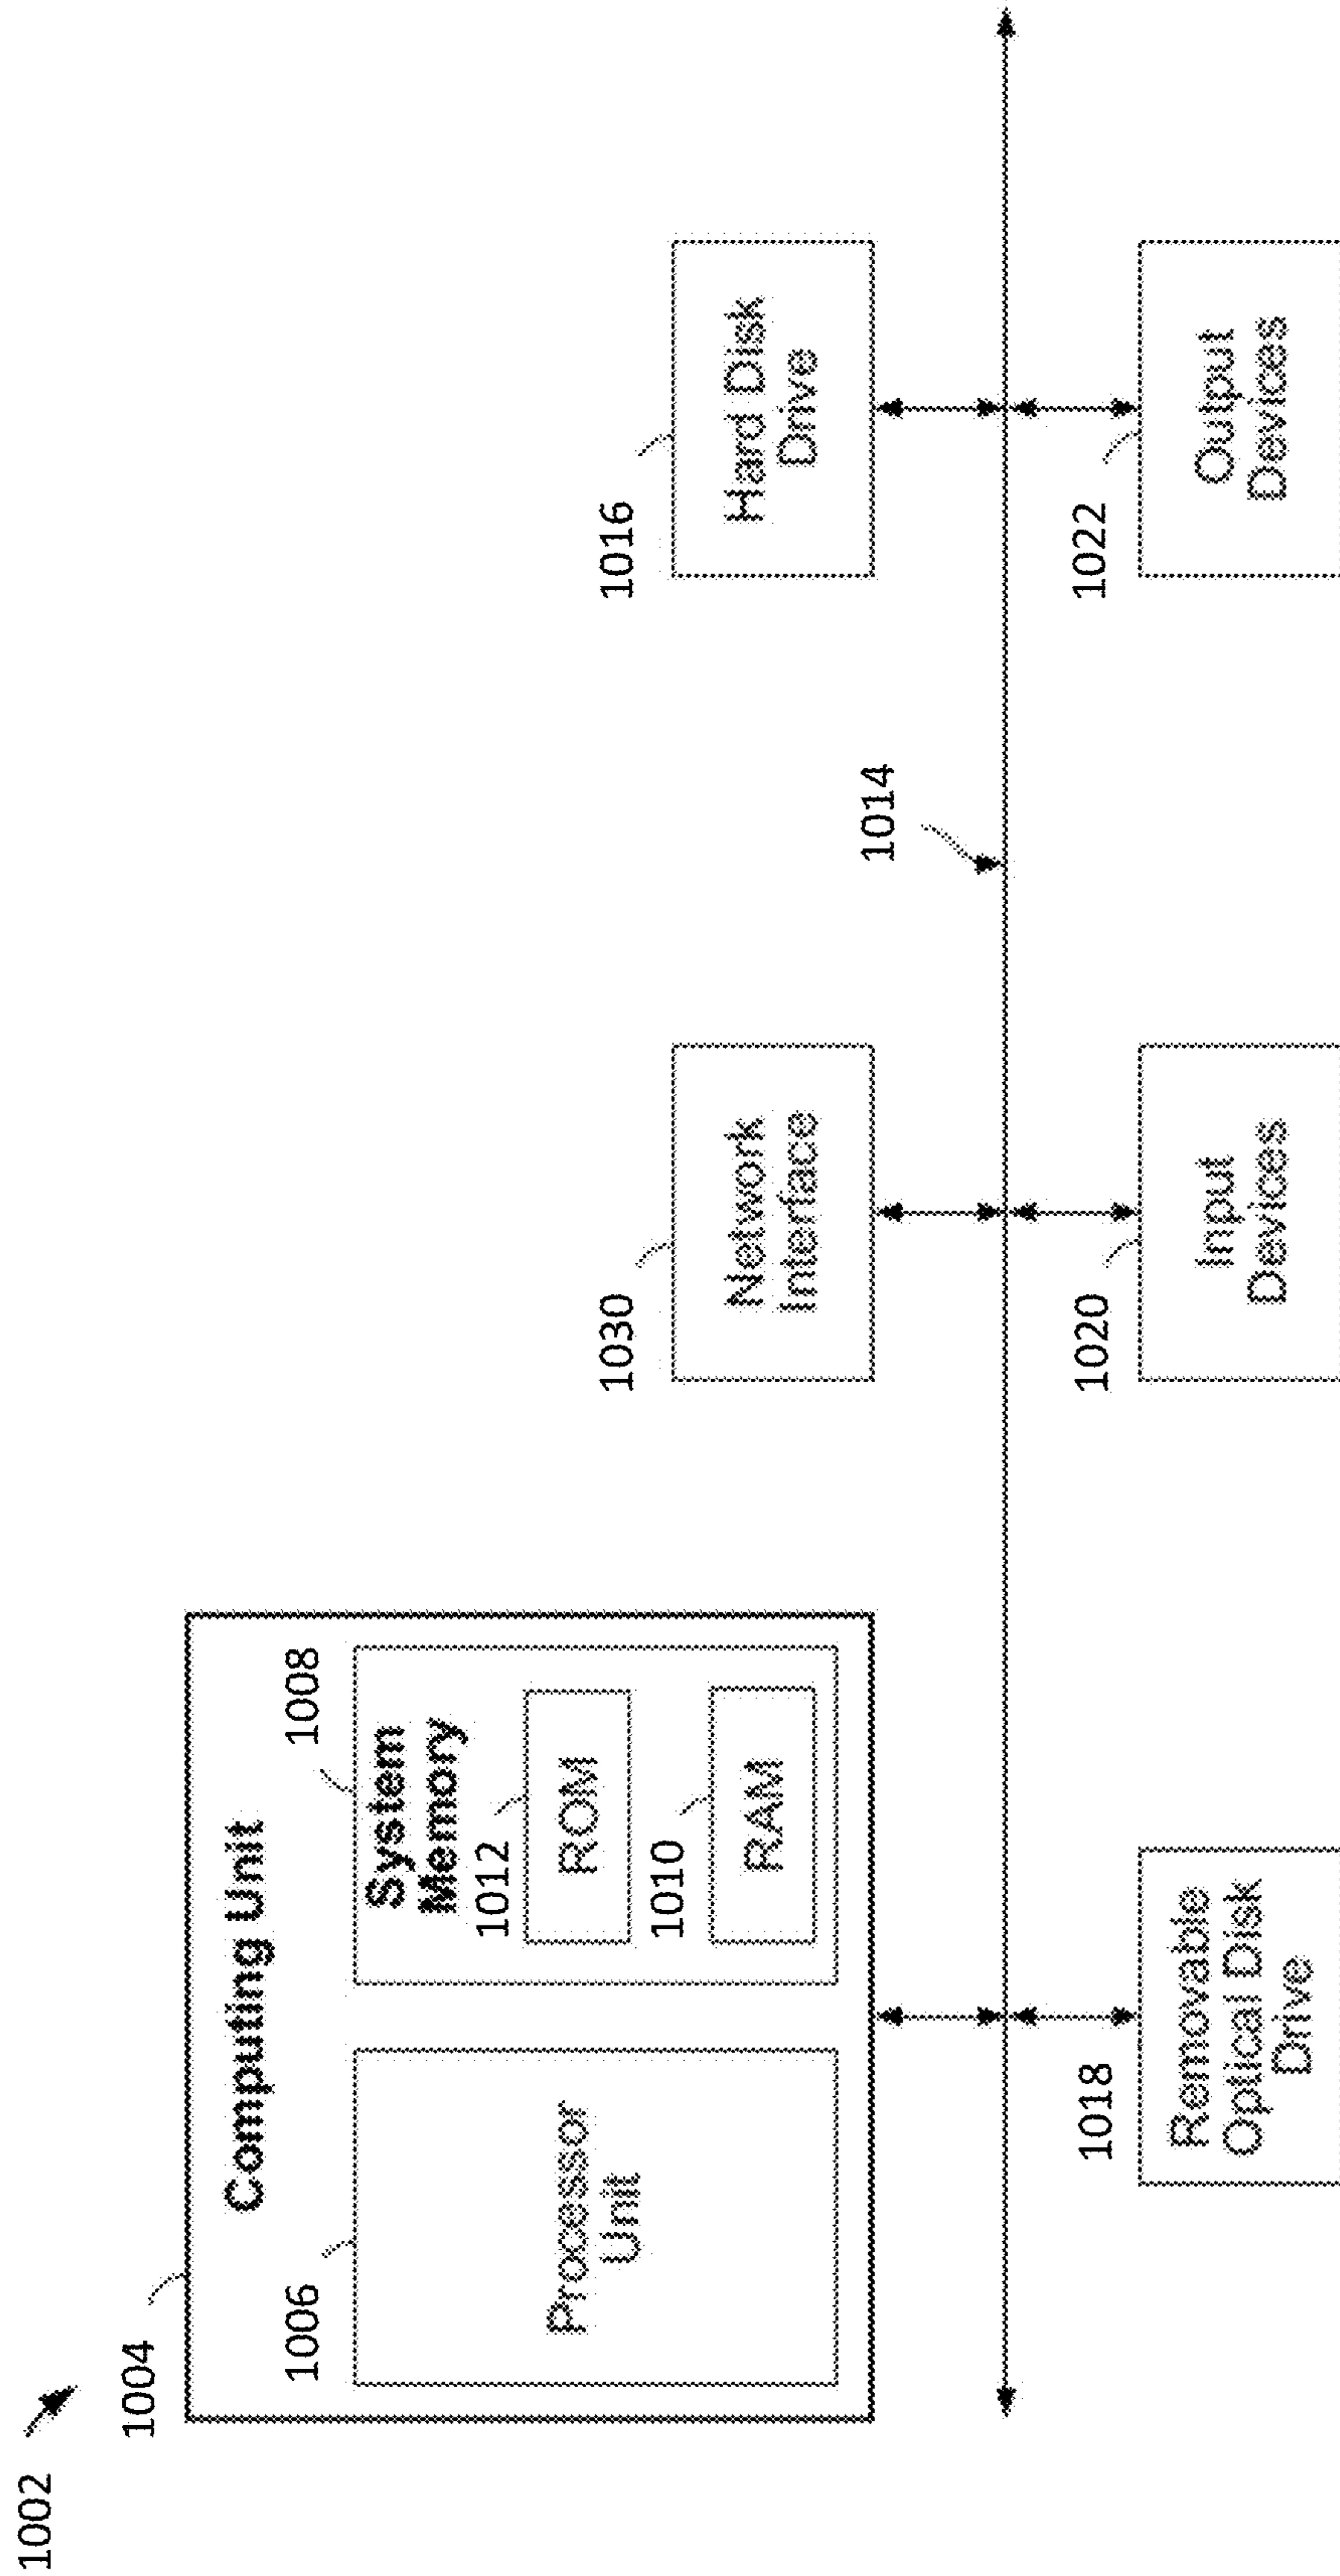 1002
1004
Computing Unit
1006
Processor
Unit
1008
System
Memory
1012
ROM
1010
RAM
1030
Network
Interface
1016
Hard Disk
Drive
1014
1018
Removable
Optical Disk
Drive
1020
Input
Devices
1022
Output
Devices